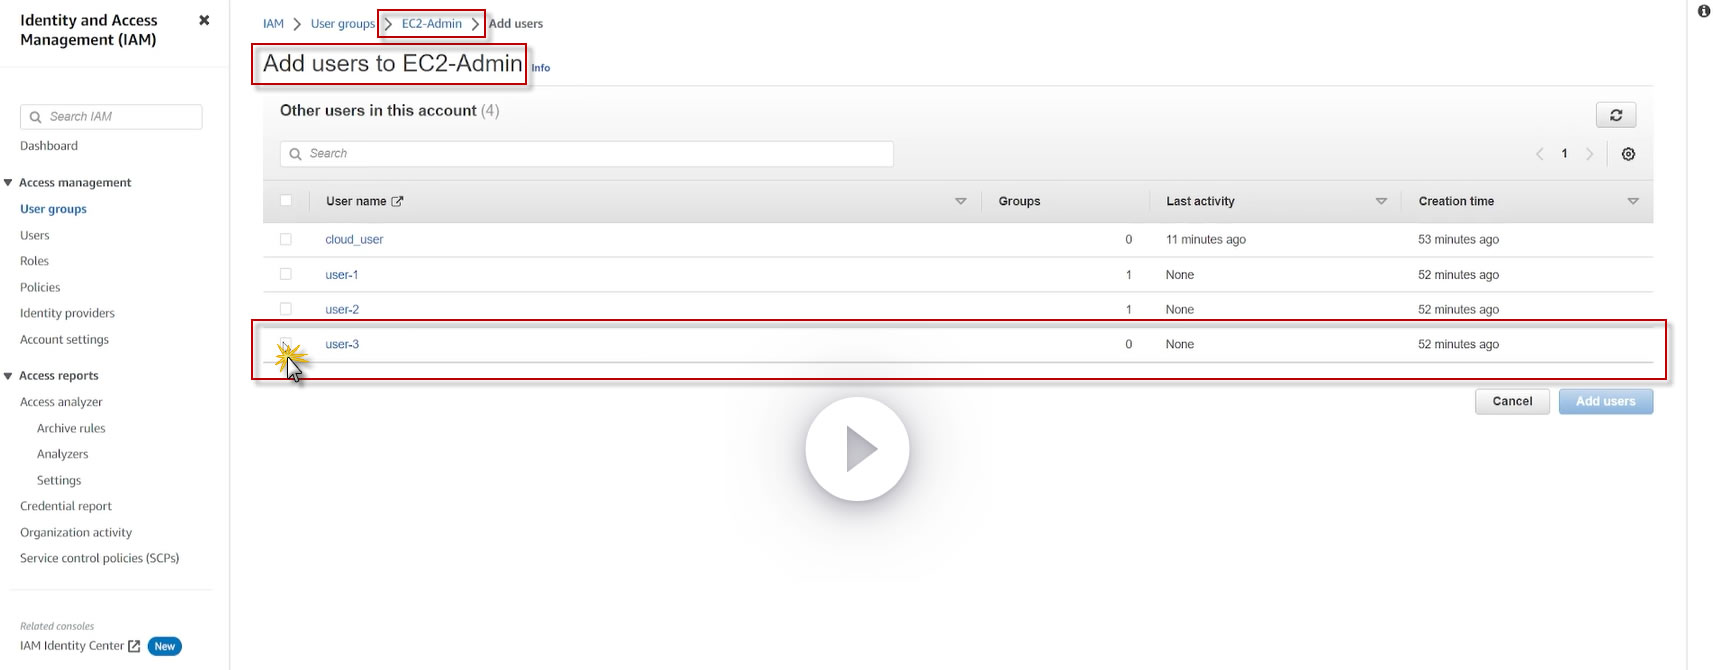 Identity and Access
Management (IAM)
Search IAM
Dashboard
Access management
User groups
Users
Roles
Policies
Identity providers
Account settings
Access reports
Access analyzer
Archive rules
Analyzers
Settings
Credential report
Organization activity
Service control policies (SCPs)
Related consoles
IAM Identity Center New
IAM User groups EC2-Admin Add users
Add users to EC2-Admin Info
Other users in this account (4)
Search
1
User name Groups Last activity Creation time
cloud_user 0 11 minutes ago 53 minutes ago
user-1 1 None 52 minutes ago
user-2 1 None 52 minutes ago
user-3 0 None 52 minutes ago
Cancel Add users